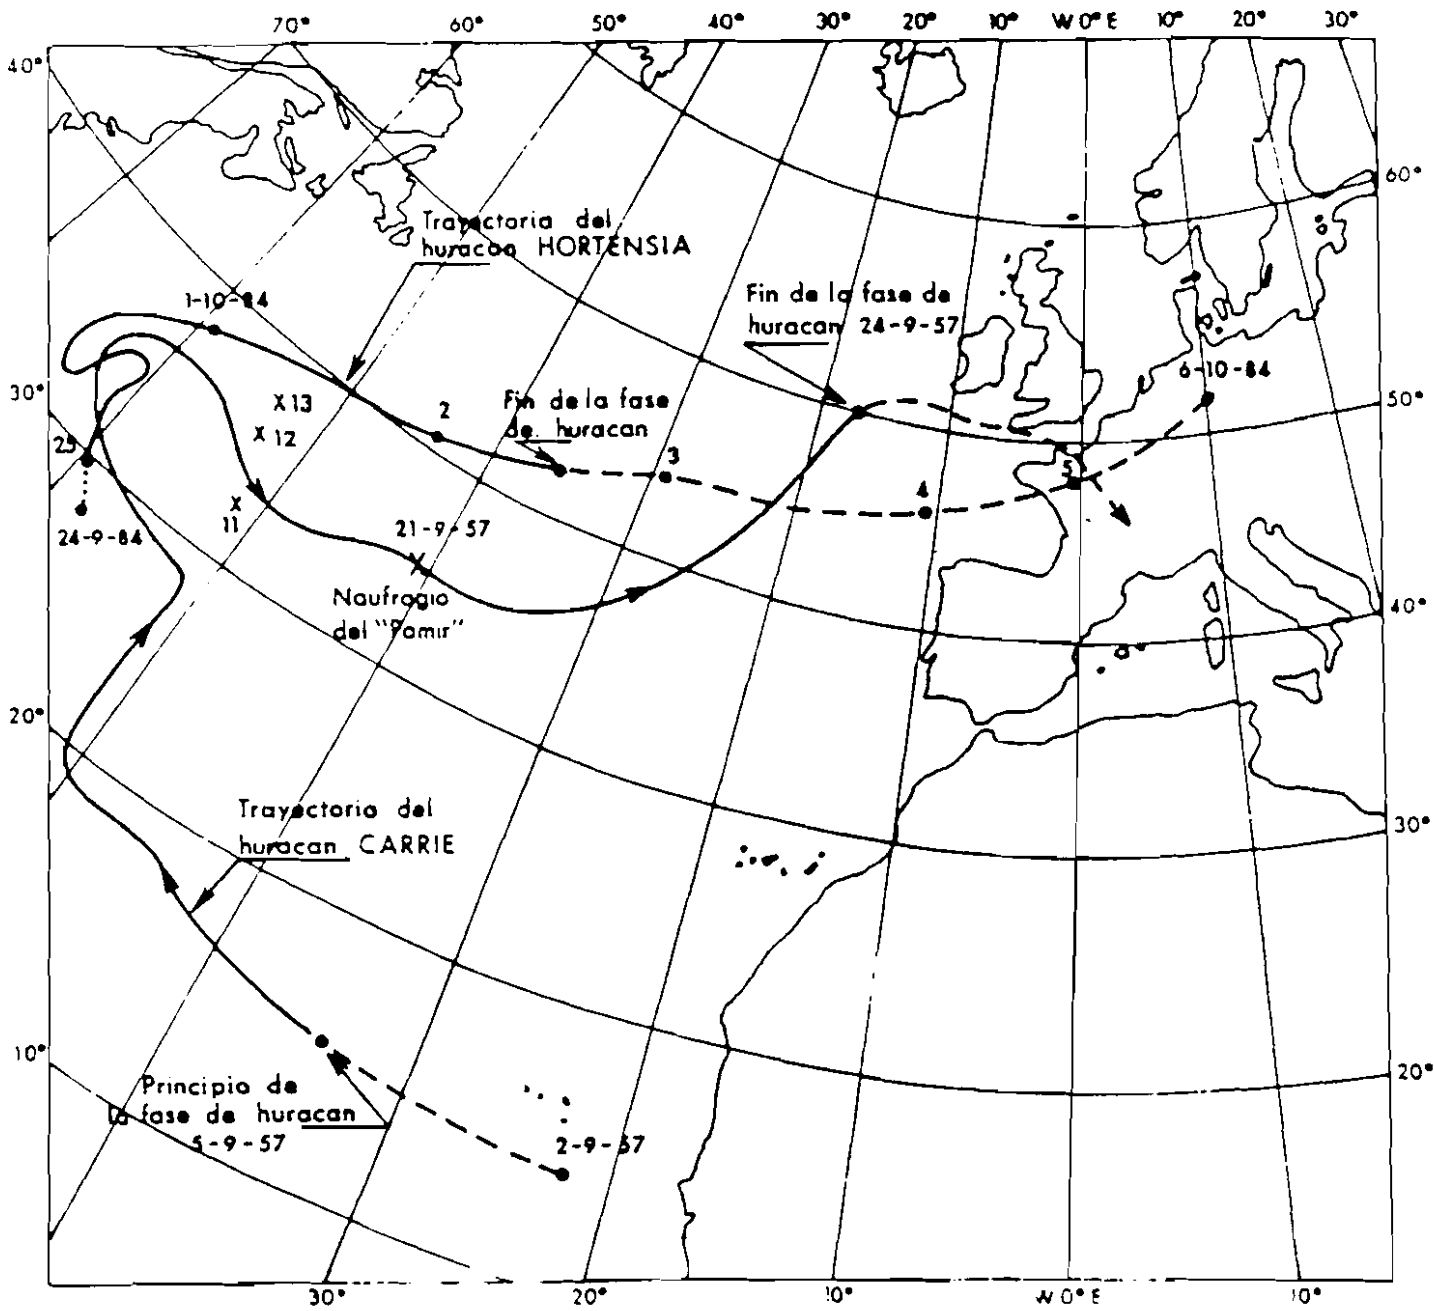 70° 60° 50° 40° 30° 20° 10° W 0° E 10° 20° 30°
40°
60°
Trayectoria del
huracan HORTENSIA
1-10-84
Fin de la fase de
huracan 24-9-57
6-10-84
30°
50°
X 13
X 12
2
Fin de la fase
de huracan
3
25
X
11
4
5
24-9-84
21-9-57
X
Naufragio
del "Pamir"
40°
20°
Trayectoria del
huracan CARRIE
30°
10°
20°
Principio de
la fase de huracan
5-9-57
2-9-57
30° 20° 10° W 0° E 10°